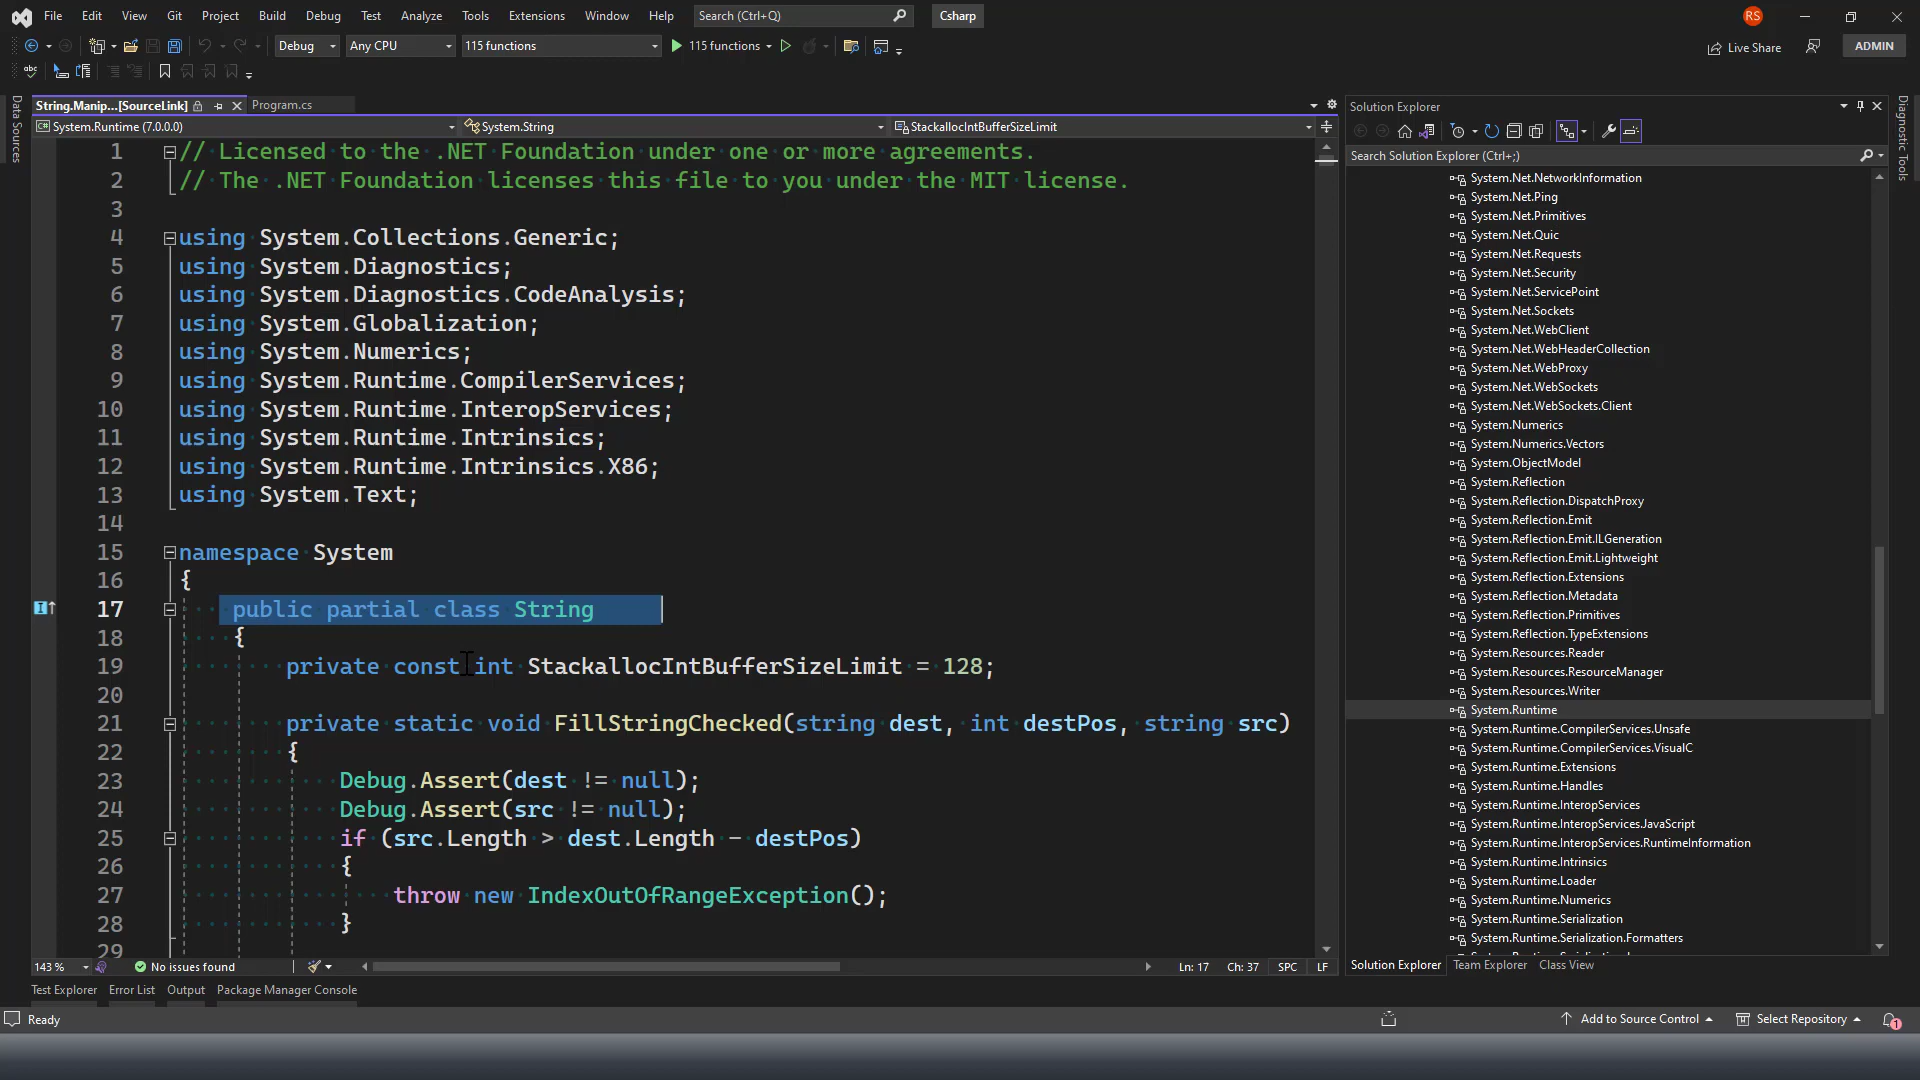 File Edit View Git Project Build Debug Test Analyze Tools Extensions Window Help Search (Ctrl+Q) Csharp RS
Debug Any CPU 115 functions 115 functions Live Share ADMIN
abc
Data Sources
String.Manip...[SourceLink] Program.cs
C# System.Runtime (7.0.0.0) System.String StackallocIntBufferSizeLimit
1 // Licensed to the .NET Foundation under one or more agreements.
2 // The .NET Foundation licenses this file to you under the MIT license.
3
4 using System.Collections.Generic;
5 using System.Diagnostics;
6 using System.Diagnostics.CodeAnalysis;
7 using System.Globalization;
8 using System.Numerics;
9 using System.Runtime.CompilerServices;
10 using System.Runtime.InteropServices;
11 using System.Runtime.Intrinsics;
12 using System.Runtime.Intrinsics.X86;
13 using System.Text;
14
15 namespace System
16 {
17 public partial class String
18 {
19 private const int StackallocIntBufferSizeLimit = 128;
20
21 private static void FillStringChecked(string dest, int destPos, string src)
22 {
23 Debug.Assert(dest != null);
24 Debug.Assert(src != null);
25 if (src.Length > dest.Length - destPos)
26 {
27 throw new IndexOutOfRangeException();
28 }
29
143 % No issues found Ln: 17 Ch: 37 SPC LF
Test Explorer Error List Output Package Manager Console
Solution Explorer
Search Solution Explorer (Ctrl+;)
System.Net.NetworkInformation
System.Net.Ping
System.Net.Primitives
System.Net.Quic
System.Net.Requests
System.Net.Security
System.Net.ServicePoint
System.Net.Sockets
System.Net.WebClient
System.Net.WebHeaderCollection
System.Net.WebProxy
System.Net.WebSockets
System.Net.WebSockets.Client
System.Numerics
System.Numerics.Vectors
System.ObjectModel
System.Reflection
System.Reflection.DispatchProxy
System.Reflection.Emit
System.Reflection.Emit.ILGeneration
System.Reflection.Emit.Lightweight
System.Reflection.Extensions
System.Reflection.Metadata
System.Reflection.Primitives
System.Reflection.TypeExtensions
System.Resources.Reader
System.Resources.ResourceManager
System.Resources.Writer
System.Runtime
System.Runtime.CompilerServices.Unsafe
System.Runtime.CompilerServices.VisualC
System.Runtime.Extensions
System.Runtime.Handles
System.Runtime.InteropServices
System.Runtime.InteropServices.JavaScript
System.Runtime.InteropServices.RuntimeInformation
System.Runtime.Intrinsics
System.Runtime.Loader
System.Runtime.Numerics
System.Runtime.Serialization
System.Runtime.Serialization.Formatters
Solution Explorer Team Explorer Class View
Diagnostic Tools
Ready Add to Source Control Select Repository 1